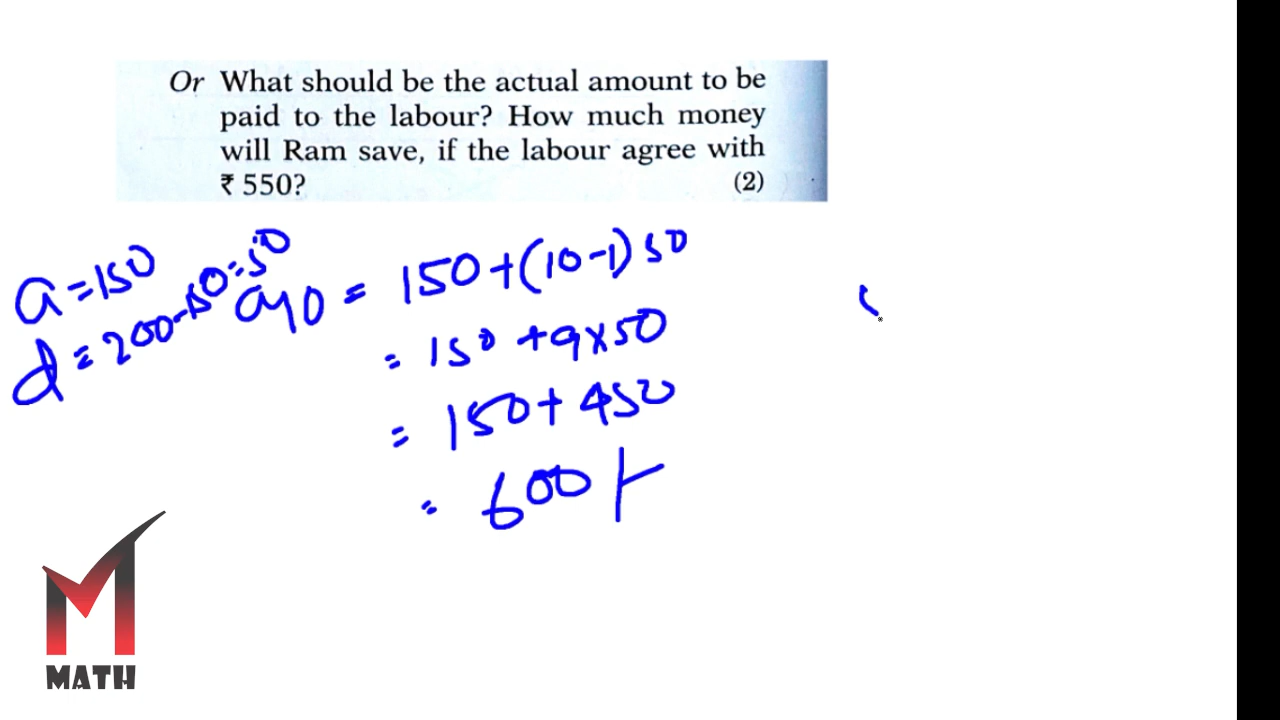 Or What should be the actual amount to be
paid to the labour? How much money
will Ram save, if the labour agree with
₹ 550? (2)
a = 150
d = 200 - 150 = 50
a10 = 150 + (10 - 1) 50
= 150 + 9 x 50
= 150 + 450
= 600 /-
MATH